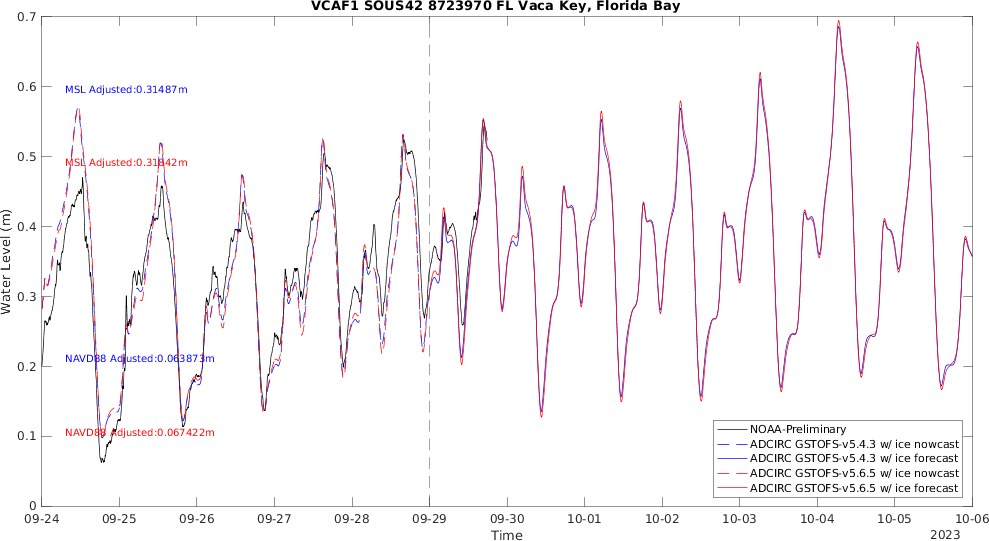 VCAF1 SOUS42 8723970 FL Vaca Key, Florida Bay
0.7
0.6
0.5
0.4
0.3
0.2
0.1
0
Water Level (m)
MSL Adjusted:0.31487m
MSL Adjusted:0.31842m
NAVD88 Adjusted:0.063873m
NAVD88 Adjusted:0.067422m
NOAA-Preliminary
ADCIRC GSTOFS-v5.4.3 w/ ice nowcast
ADCIRC GSTOFS-v5.4.3 w/ ice forecast
ADCIRC GSTOFS-v5.6.5 w/ ice nowcast
ADCIRC GSTOFS-v5.6.5 w/ ice forecast
09-24 09-25 09-26 09-27 09-28 09-29 09-30 10-01 10-02 10-03 10-04 10-05 10-06
Time
2023